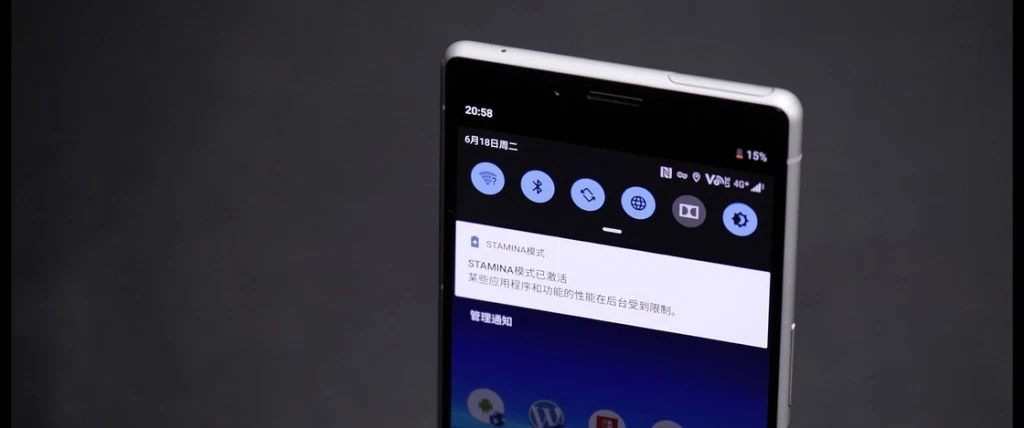 20:58
15%
6月18日周二
4G+
STAMINA模式
STAMINA模式已激活
某些应用程序和功能的性能在后台受到限制。
管理通知